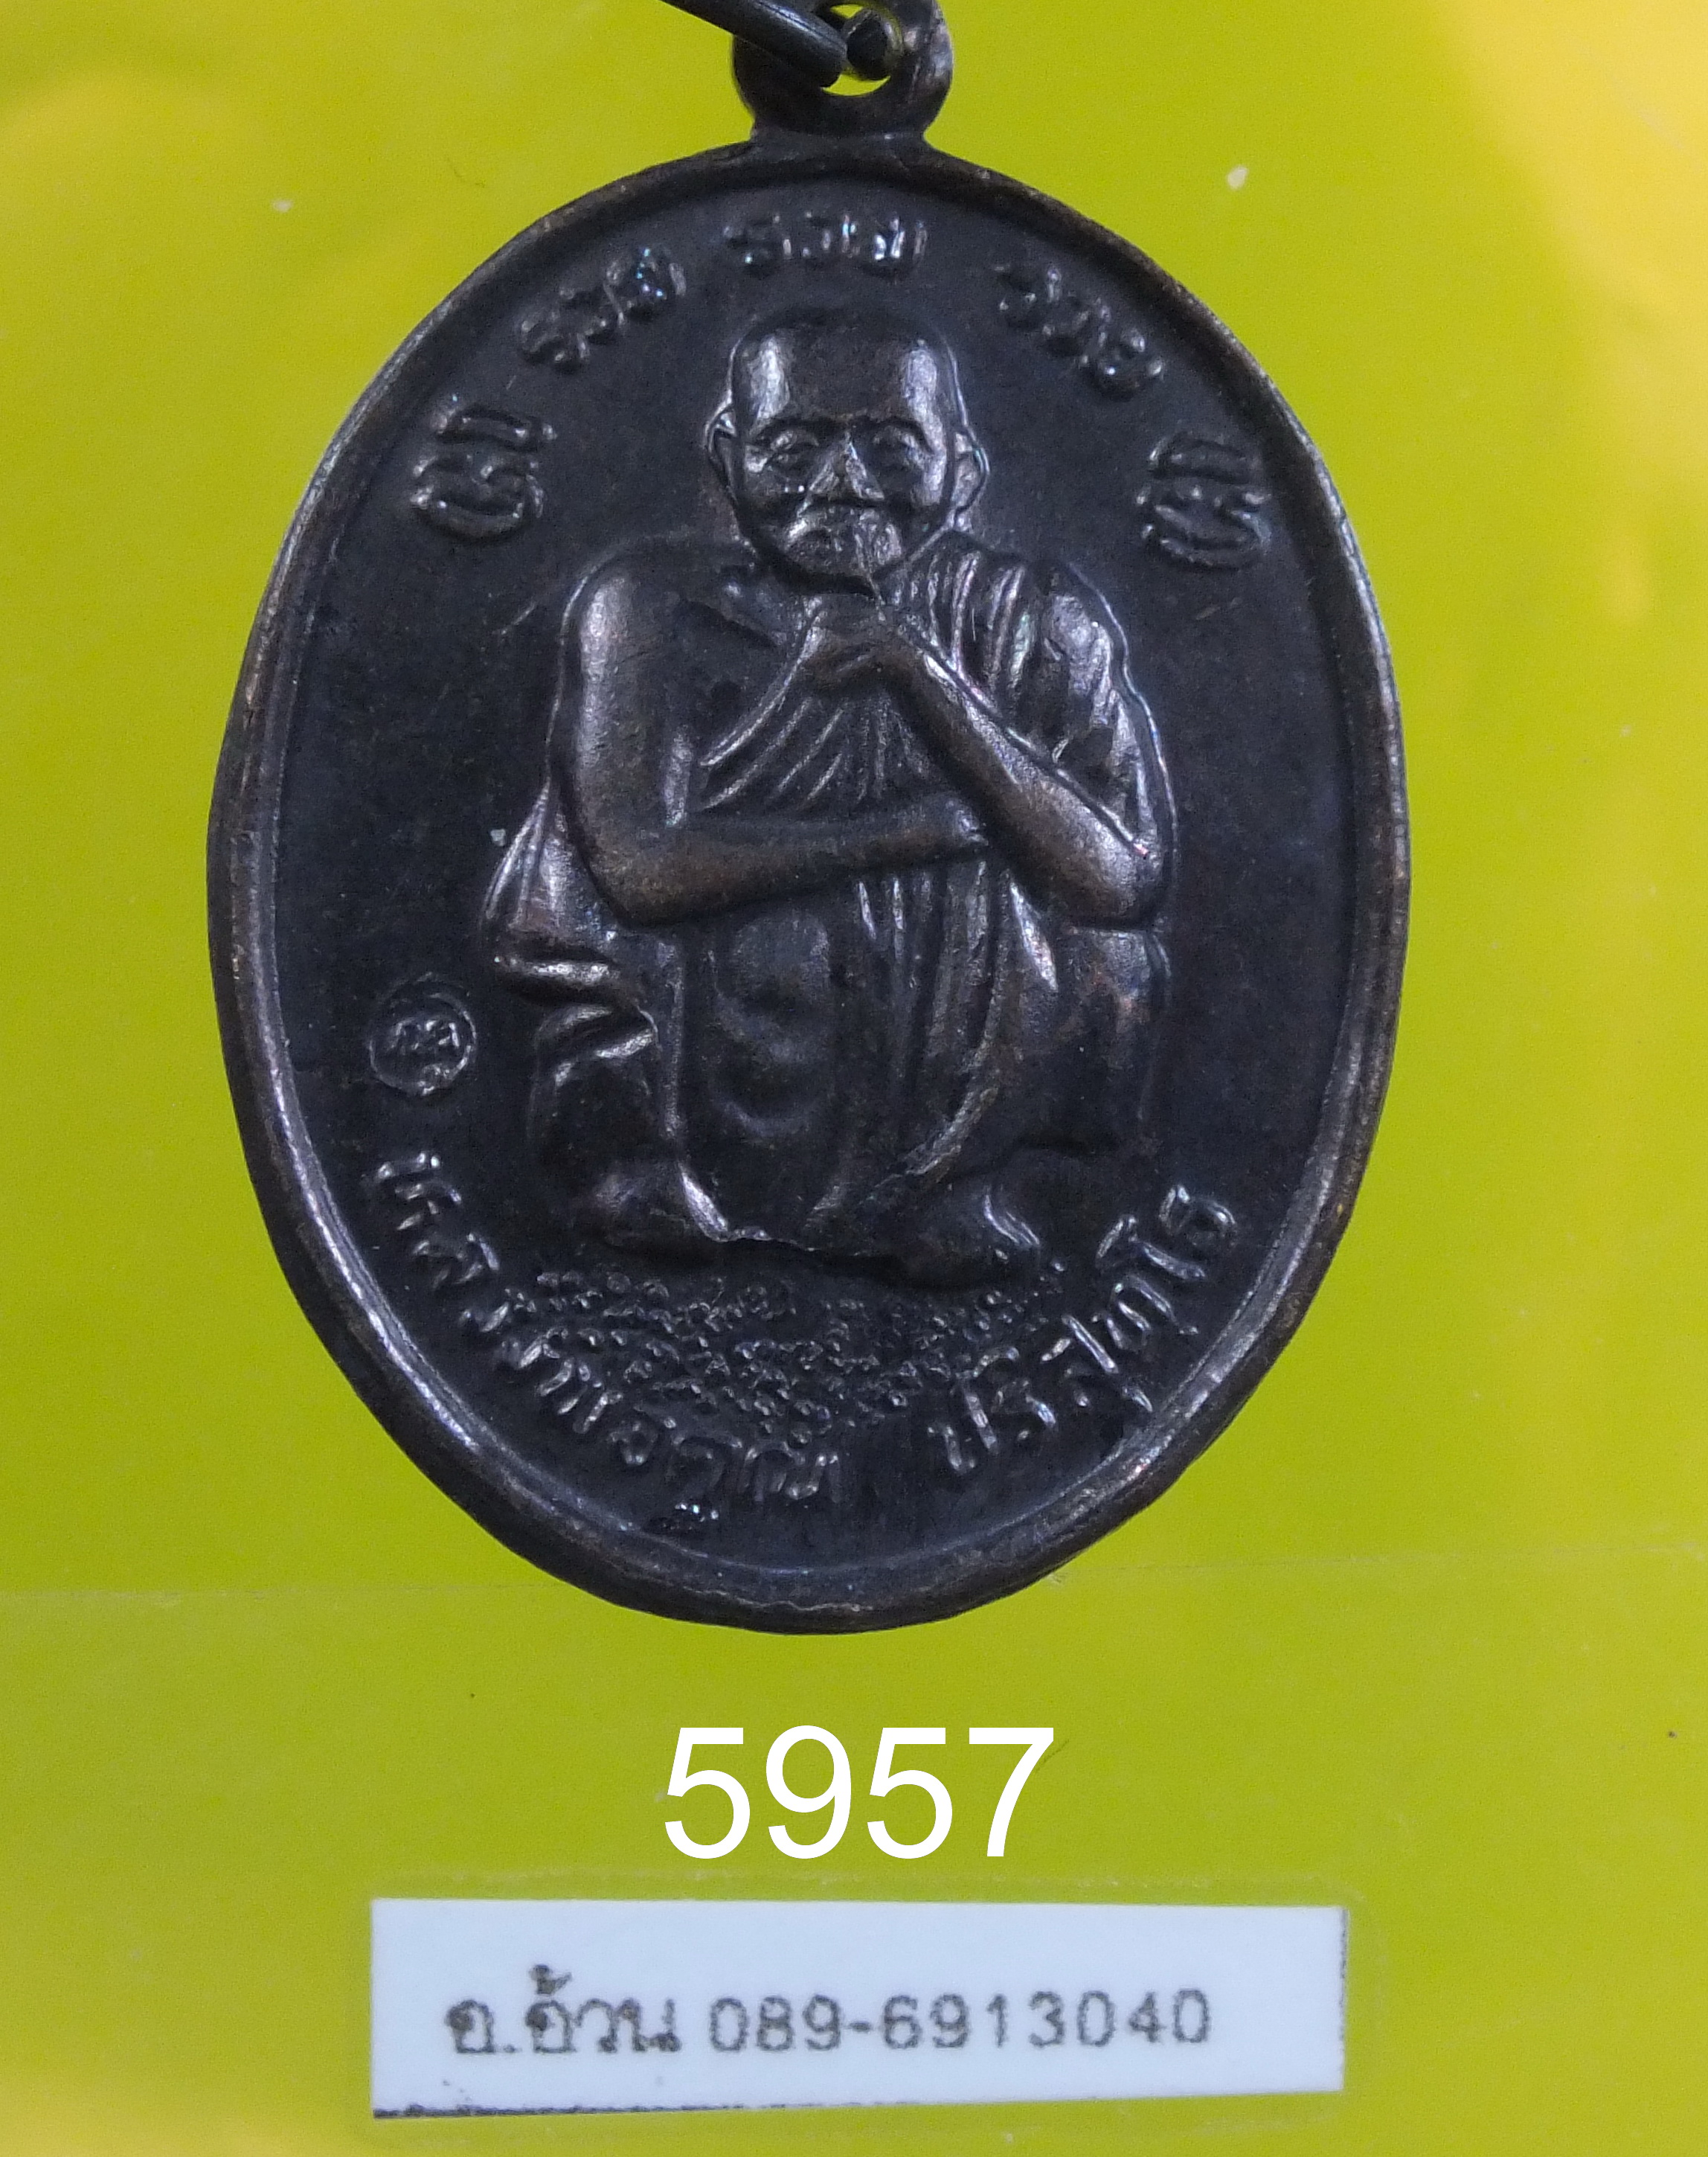 รวย รวย รวย
หลวงพ่อคูณ ปริสุทฺโธ
5957
อ.อ้วน 089-6913040